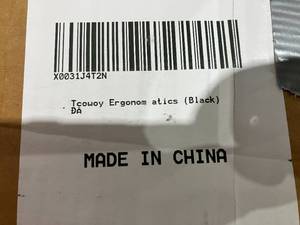 X0031J4T2N
Tcowoy Ergonom atics (Black)
DA
MADE IN CHINA